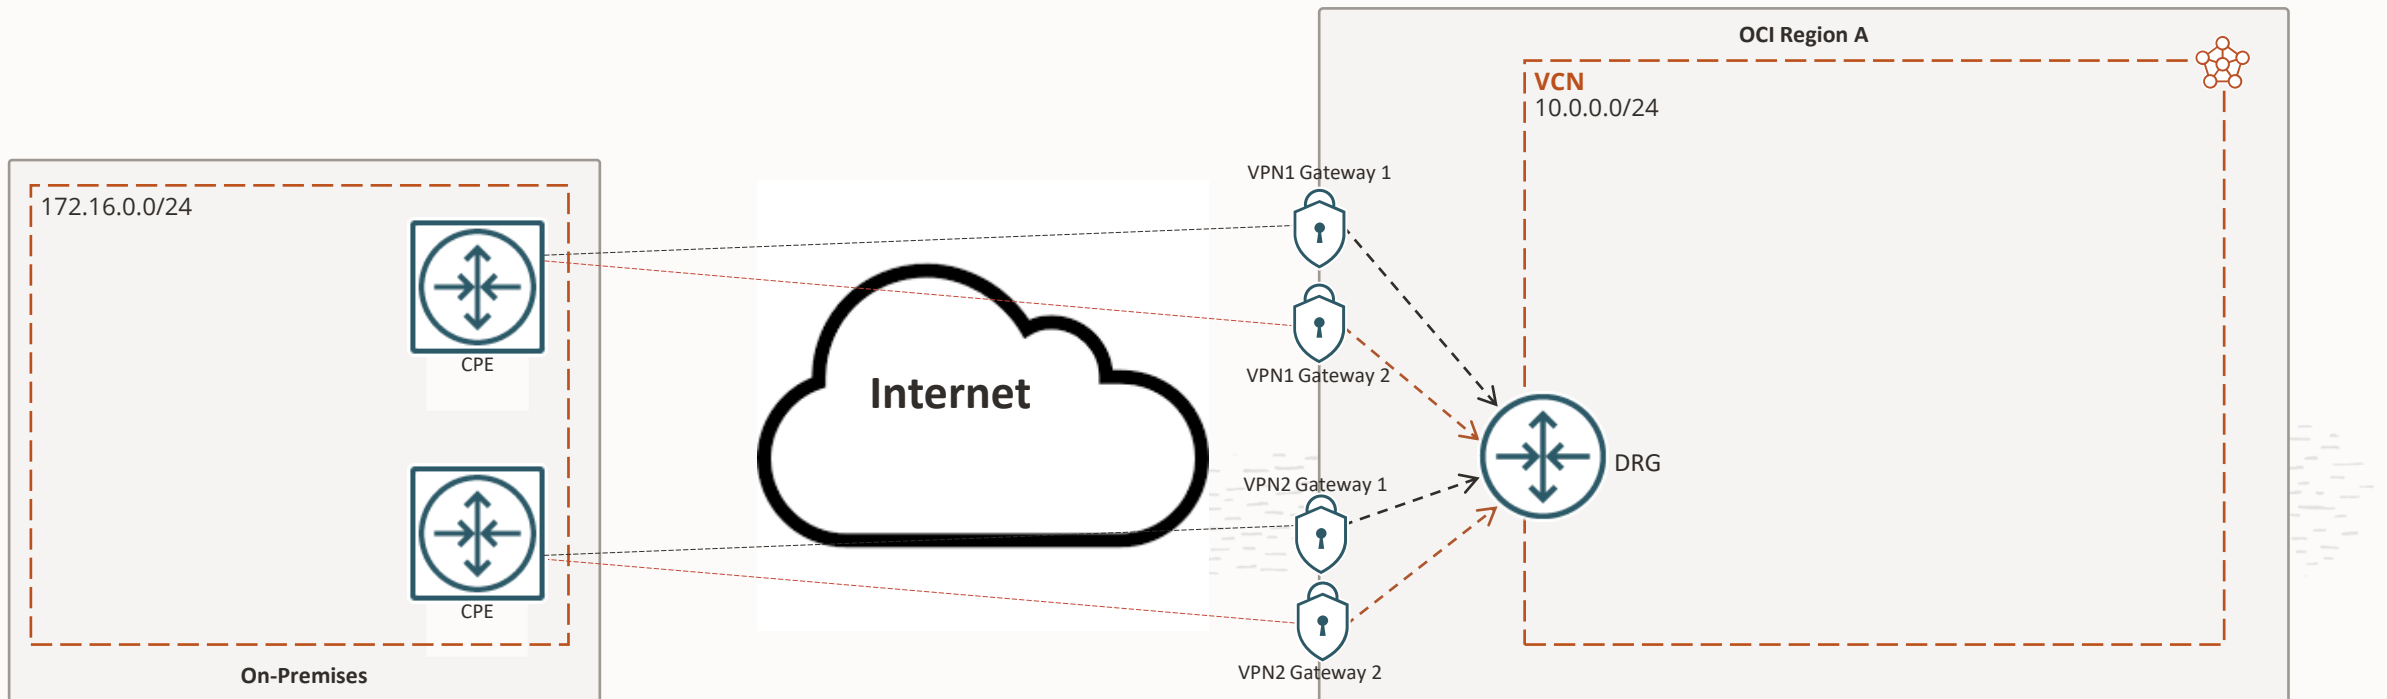 OCI Region A
VCN
10.0.0.0/24
VPN1 Gateway 1
172.16.0.0/24
CPE
VPN1 Gateway 2
Internet
DRG
VPN2 Gateway 1
CPE
VPN2 Gateway 2
On-Premises